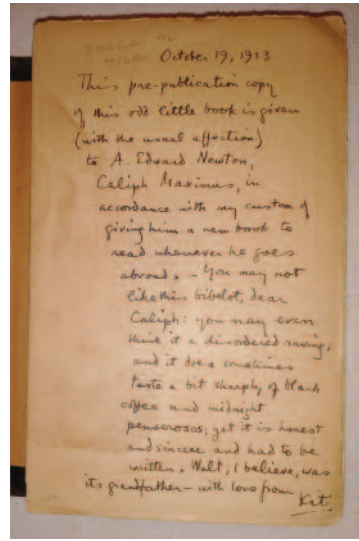 October 19, 1923
This pre-publication copy
of this odd little book is given
(with the usual affection)
to A. Edward Newton,
Caliph Maximus, in
accordance with my custom of
giving him a new book to
read whenever he goes
abroad. – You may not
like this bibelot, dear
Caliph: you may even
think it a disordered raving,
and it does sometimes
taste a bit sharply of black
coffee and midnight
penserosos; yet it is honest
and sincere and had to be
written. Walt, I believe, was
its grandfather – with love from
Kit